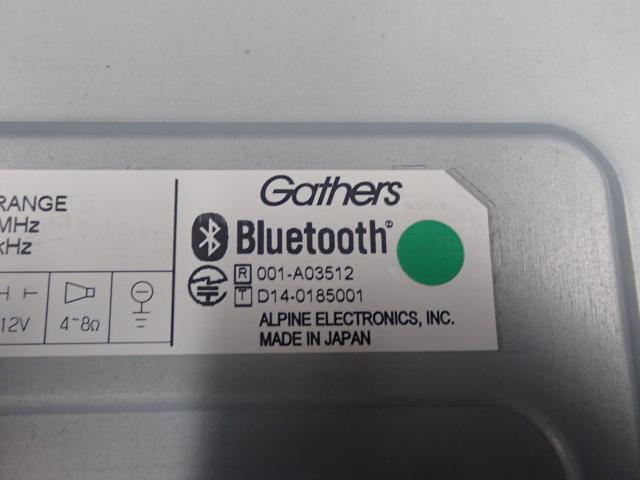 RANGE
MHz
kHz
12V
4~8Ω
Gathers
Bluetooth®
R 001-A03512
T D14-0185001
ALPINE ELECTRONICS, INC.
MADE IN JAPAN